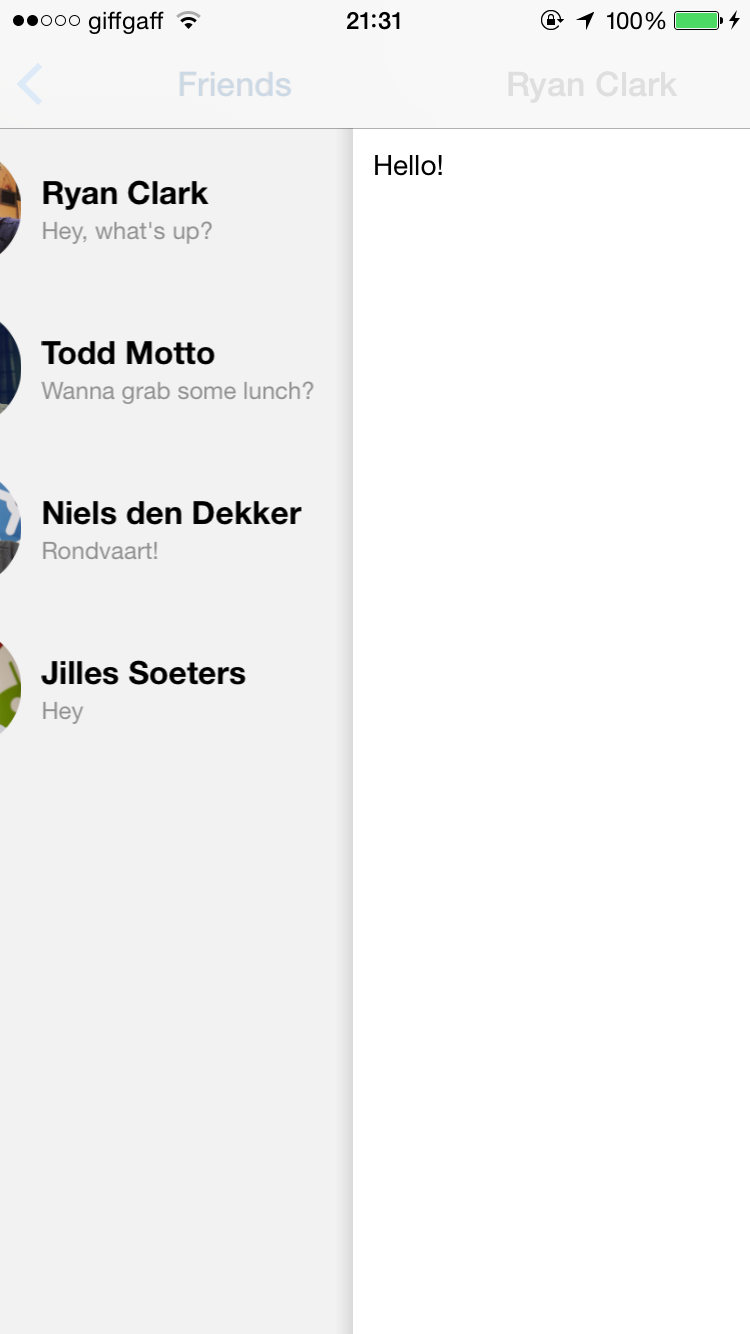 giffgaff 21:31 100%
Friends Ryan Clark
Ryan Clark
Hey, what's up?
Todd Motto
Wanna grab some lunch?
Niels den Dekker
Rondvaart!
Jilles Soeters
Hey
Hello!